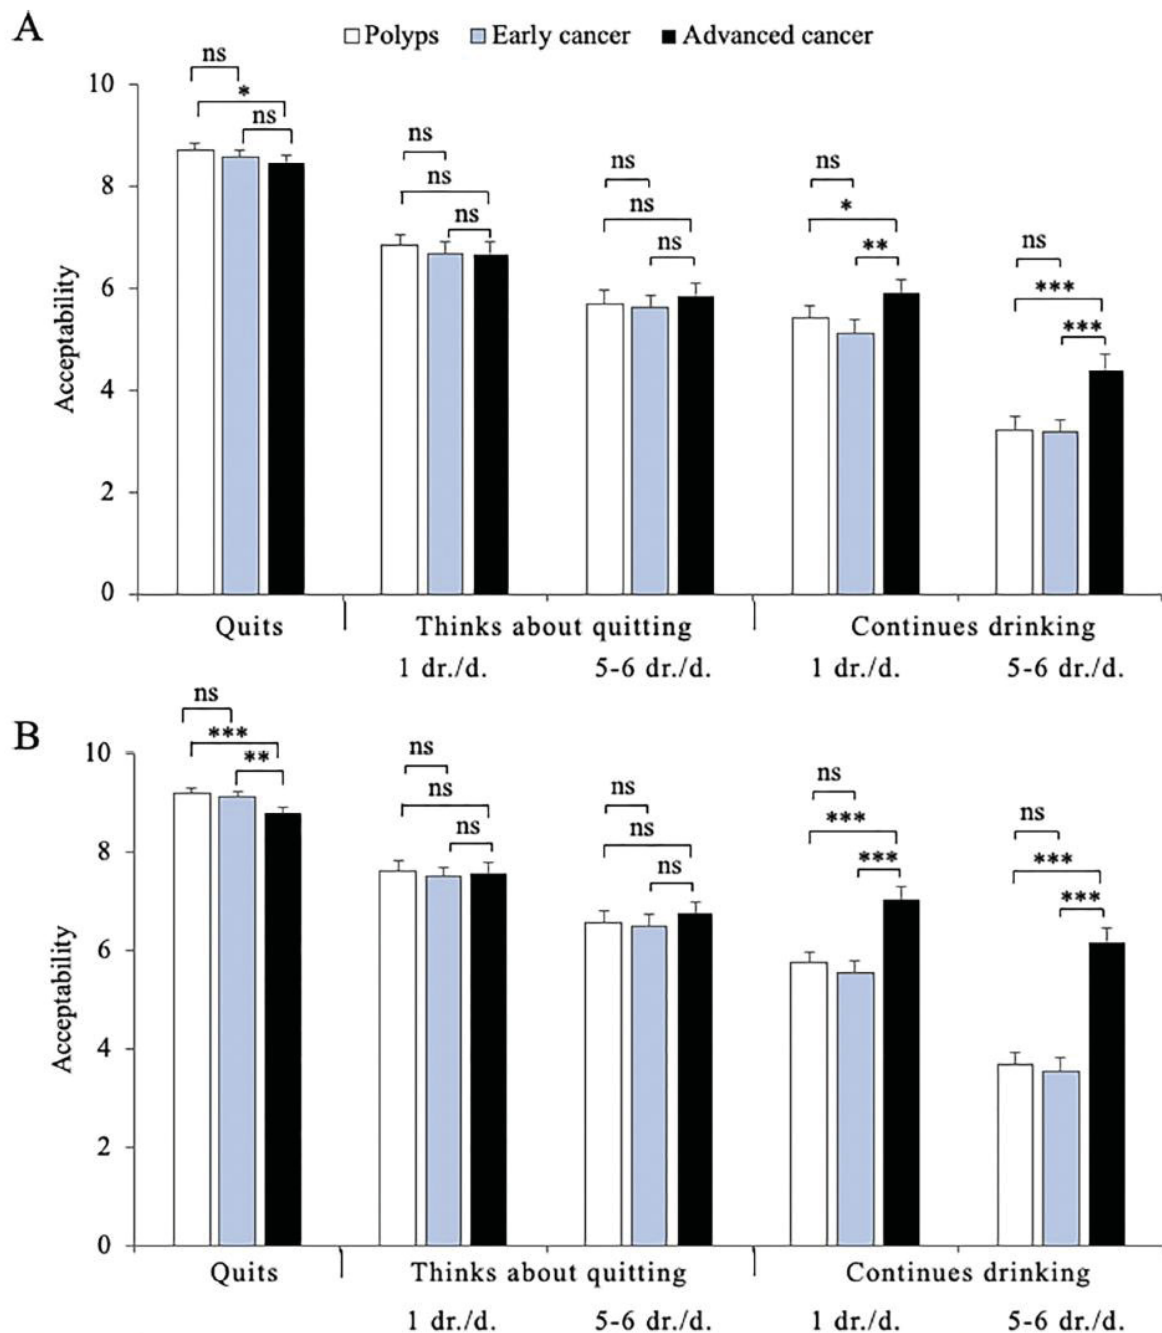 A
Polyps Early cancer Advanced cancer
ns
*
ns
ns
ns
ns
ns
ns
ns
ns
*
**
ns
***
***
10
8
6
4
2
0
Acceptability
Quits Thinks about quitting Continues drinking
1 dr./d. 5-6 dr./d. 1 dr./d. 5-6 dr./d.
B
ns
***
**
ns
ns
ns
ns
ns
ns
ns
***
***
ns
***
***
10
8
6
4
2
0
Acceptability
Quits Thinks about quitting Continues drinking
1 dr./d. 5-6 dr./d. 1 dr./d. 5-6 dr./d.